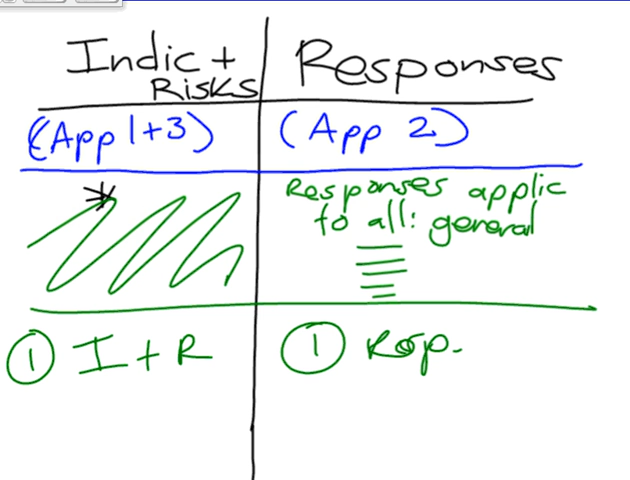 Indic + Risks
Responses
(App 1+3)
(App 2)
Responses applic
to all: general
① I + R
① Resp.